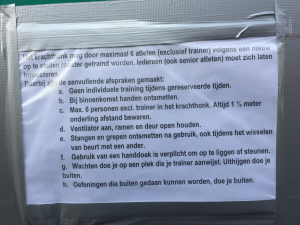 Het krachthonk mag door maximaal 6 atleten (exclusief trainer) volgens een nieuw
op te stellen rooster getraind worden. Iedereen (ook senior atleten) moet zich laten
inroosteren.
Daarbij zijn de aanvullende afspraken gemaakt:
a. Geen individuele training tijdens gereserveerde tijden.
b. Bij binnenkomst handen ontsmetten.
c. Max. 6 personen excl. trainer in het krachthonk. Altijd 1 ½ meter
onderling afstand bewaren.
d. Ventilator aan, ramen en deur open houden.
e. Stangen en grepen ontsmetten na gebruik, ook tijdens het wisselen
van beurt met een ander.
f. Gebruik van een handdoek is verplicht om op te liggen of steunen.
g. Wachten doe je op een plek die je trainer aanwijst. Uithijgen doe je
buiten.
h. Oefeningen die buiten gedaan kunnen worden, doe je buiten.